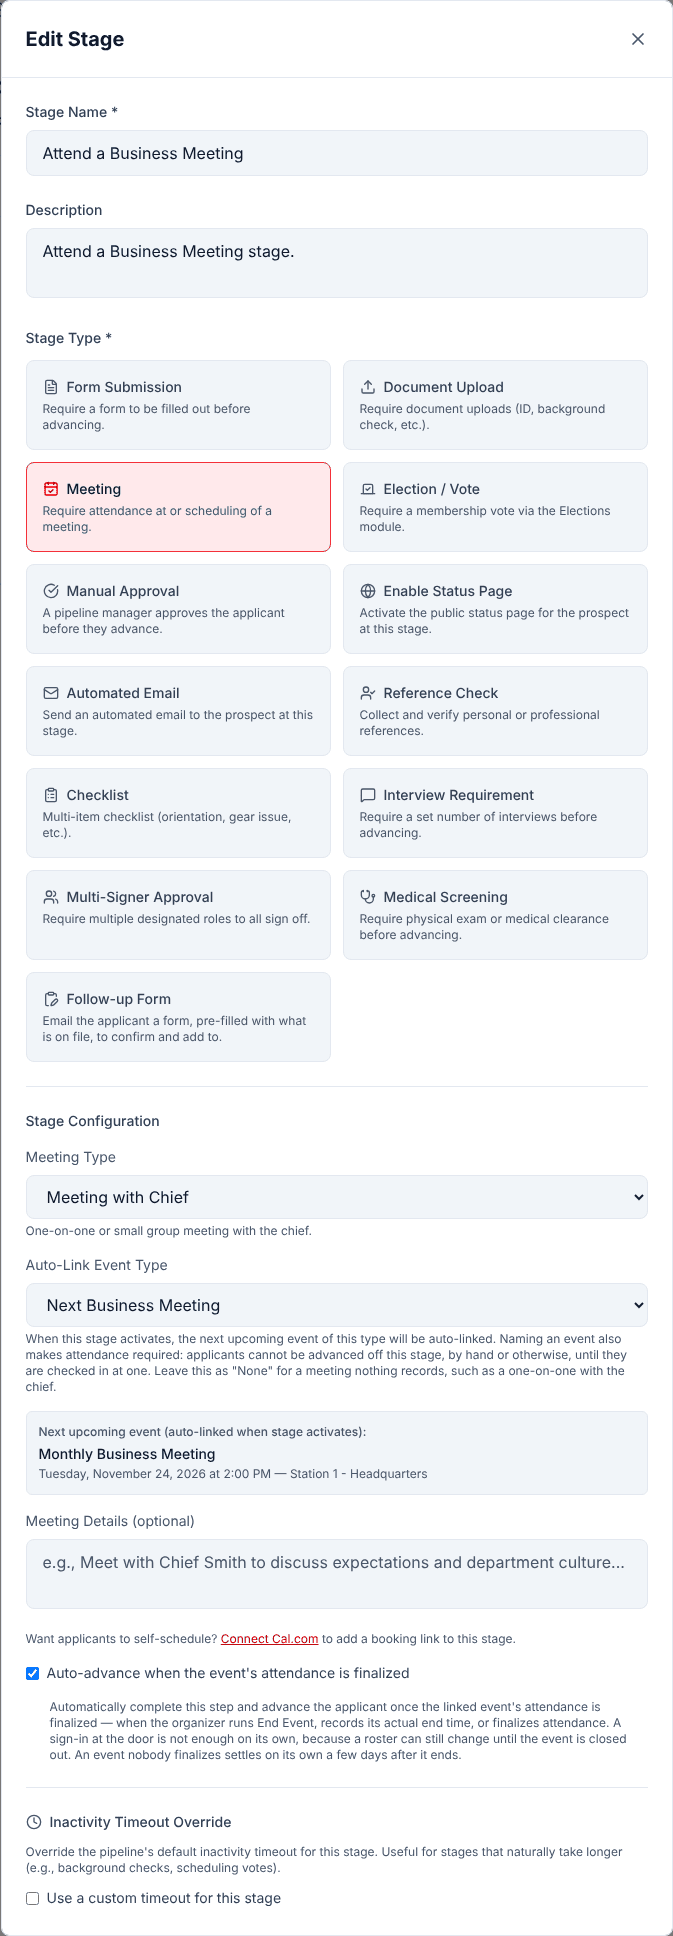 Edit Stage
Stage Name *
Attend a Business Meeting
Description
Attend a Business Meeting stage.
Stage Type *
Form Submission
Require a form to be filled out before
advancing.
Document Upload
Require document uploads (ID, background
check, etc.).
Meeting
Require attendance at or scheduling of a
meeting.
Election / Vote
Require a membership vote via the Elections
module.
Manual Approval
A pipeline manager approves the applicant
before they advance.
Enable Status Page
Activate the public status page for the prospect
at this stage.
Automated Email
Send an automated email to the prospect at this
stage.
Reference Check
Collect and verify personal or professional
references.
Checklist
Multi-item checklist (orientation, gear issue,
etc.).
Interview Requirement
Require a set number of interviews before
advancing.
Multi-Signer Approval
Require multiple designated roles to all sign off.
Medical Screening
Require physical exam or medical clearance
before advancing.
Follow-up Form
Email the applicant a form, pre-filled with what
is on file, to confirm and add to.
Stage Configuration
Meeting Type
Meeting with Chief
One-on-one or small group meeting with the chief.
Auto-Link Event Type
Next Business Meeting
When this stage activates, the next upcoming event of this type will be auto-linked. Naming an event also
makes attendance required: applicants cannot be advanced off this stage, by hand or otherwise, until they
are checked in at one. Leave this as "None" for a meeting nothing records, such as a one-on-one with the
chief.
Next upcoming event (auto-linked when stage activates):
Monthly Business Meeting
Tuesday, November 24, 2026 at 2:00 PM — Station 1 - Headquarters
Meeting Details (optional)
e.g., Meet with Chief Smith to discuss expectations and department culture...
Want applicants to self-schedule? Connect Cal.com to add a booking link to this stage.
Auto-advance when the event's attendance is finalized
Automatically complete this step and advance the applicant once the linked event's attendance is
finalized — when the organizer runs End Event, records its actual end time, or finalizes attendance. A
sign-in at the door is not enough on its own, because a roster can still change until the event is closed
out. An event nobody finalizes settles on its own a few days after it ends.
Inactivity Timeout Override
Override the pipeline's default inactivity timeout for this stage. Useful for stages that naturally take longer
(e.g., background checks, scheduling votes).
Use a custom timeout for this stage